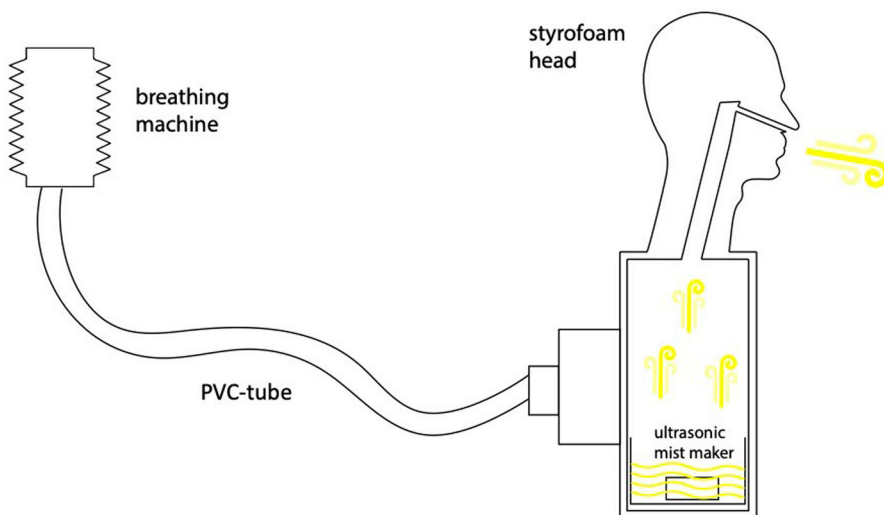 styrofoam
head
breathing
machine
PVC-tube
ultrasonic
mist maker